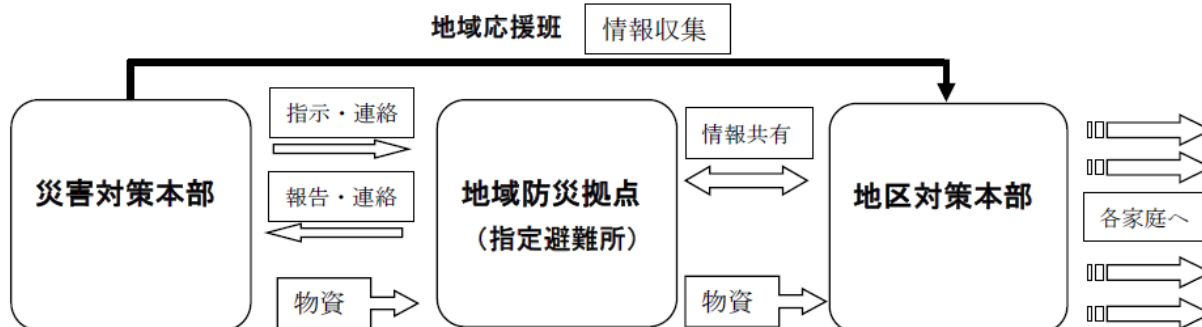 地域応援班 情報収集
指示・連絡
情報共有
災害対策本部
報告・連絡
地域防災拠点
(指定避難所)
地区対策本部
各家庭へ
物資
物資